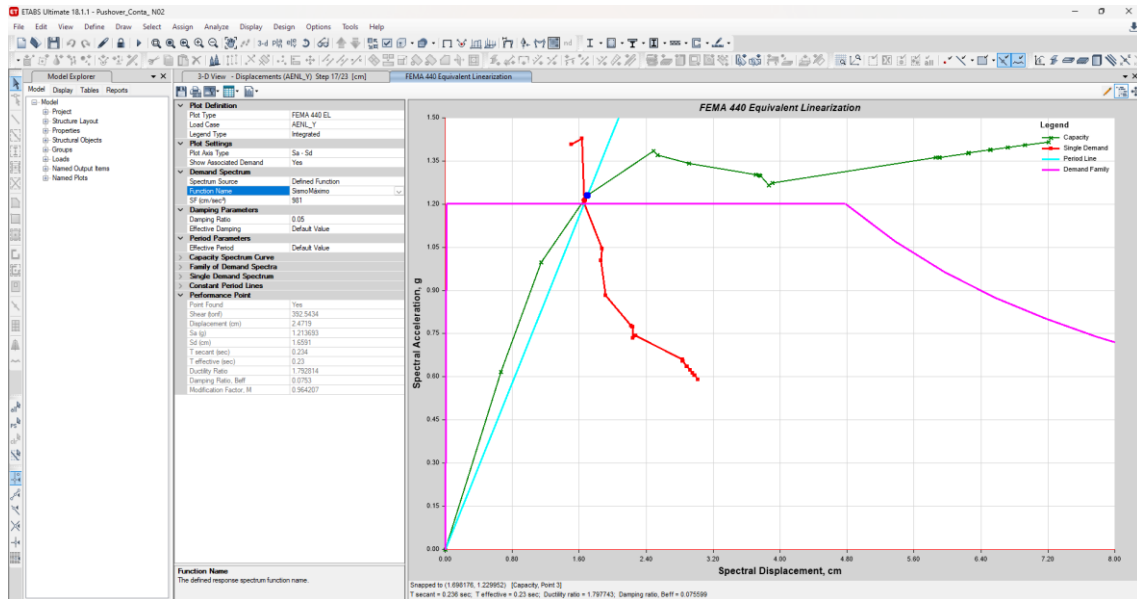 ETABS Ultimate 18.1.1 - Pushover_Conta_ N02
File Edit View Define Draw Select Assign Analyze Display Design Options Tools Help
Model Explorer
3-D View - Displacements (AENL_Y) Step 17/23 [cm]
FEMA 440 Equivalent Linearization
Model Display Tables Reports
Model
Project
Structure Layout
Properties
Structural Objects
Groups
Loads
Named Output Items
Named Plots
Plot Definition
Plot Type FEMA 440 EL
Load Case AENL_Y
Legend Type Integrated
Plot Settings
Plot Axis Type Sa - Sd
Show Associated Demand Yes
Demand Spectrum
Spectrum Source Defined Function
Function Name SismoMáximo
SF (cm/sec²) 981
Damping Parameters
Damping Ratio 0.05
Effective Damping Default Value
Period Parameters
Effective Period Default Value
Capacity Spectrum Curve
Family of Demand Spectra
Single Demand Spectrum
Constant Period Lines
Performance Point
Point Found Yes
Shear (tonf) 392.5434
Displacement (cm) 2.4719
Sa (g) 1.213693
Sd (cm) 1.6591
T secant (sec) 0.234
T effective (sec) 0.23
Ductility Ratio 1.792814
Damping Ratio, Beff 0.0753
Modification Factor, M 0.964207
Function Name
The defined response spectrum function name.
FEMA 440 Equivalent Linearization
Legend
Capacity
Single Demand
Period Line
Demand Family
Spectral Acceleration, g
1.50
1.35
1.20
1.05
0.90
0.75
0.60
0.45
0.30
0.15
0.00
0.00 0.80 1.60 2.40 3.20 4.00 4.80 5.60 6.40 7.20 8.00
Spectral Displacement, cm
Snapped to (1.698176, 1.229952) [Capacity, Point 3]
T secant = 0.236 sec; T effective = 0.23 sec; Ductility ratio = 1.797743; Damping ratio, Beff = 0.075599